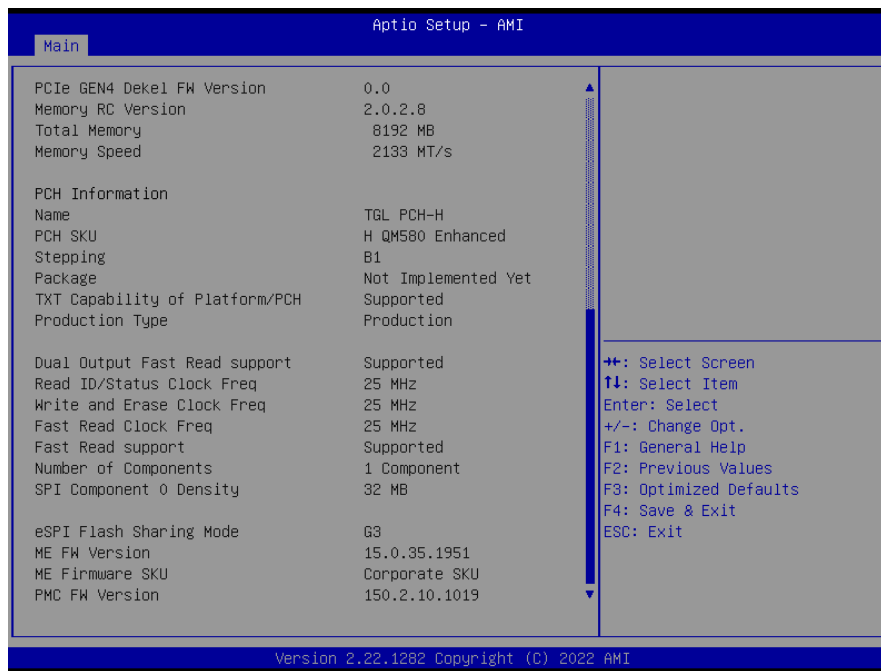 Aptio Setup – AMI
Main
PCIe GEN4 Dekel FW Version 0.0
Memory RC Version 2.0.2.8
Total Memory 8192 MB
Memory Speed 2133 MT/s
PCH Information
Name TGL PCH-H
PCH SKU H QM580 Enhanced
Stepping B1
Package Not Implemented Yet
TXT Capability of Platform/PCH Supported
Production Type Production
Dual Output Fast Read support Supported
Read ID/Status Clock Freq 25 MHz
Write and Erase Clock Freq 25 MHz
Fast Read Clock Freq 25 MHz
Fast Read support Supported
Number of Components 1 Component
SPI Component 0 Density 32 MB
eSPI Flash Sharing Mode G3
ME FW Version 15.0.35.1951
ME Firmware SKU Corporate SKU
PMC FW Version 150.2.10.1019
→←: Select Screen
↑↓: Select Item
Enter: Select
+/-: Change Opt.
F1: General Help
F2: Previous Values
F3: Optimized Defaults
F4: Save & Exit
ESC: Exit
Version 2.22.1282 Copyright (C) 2022 AMI